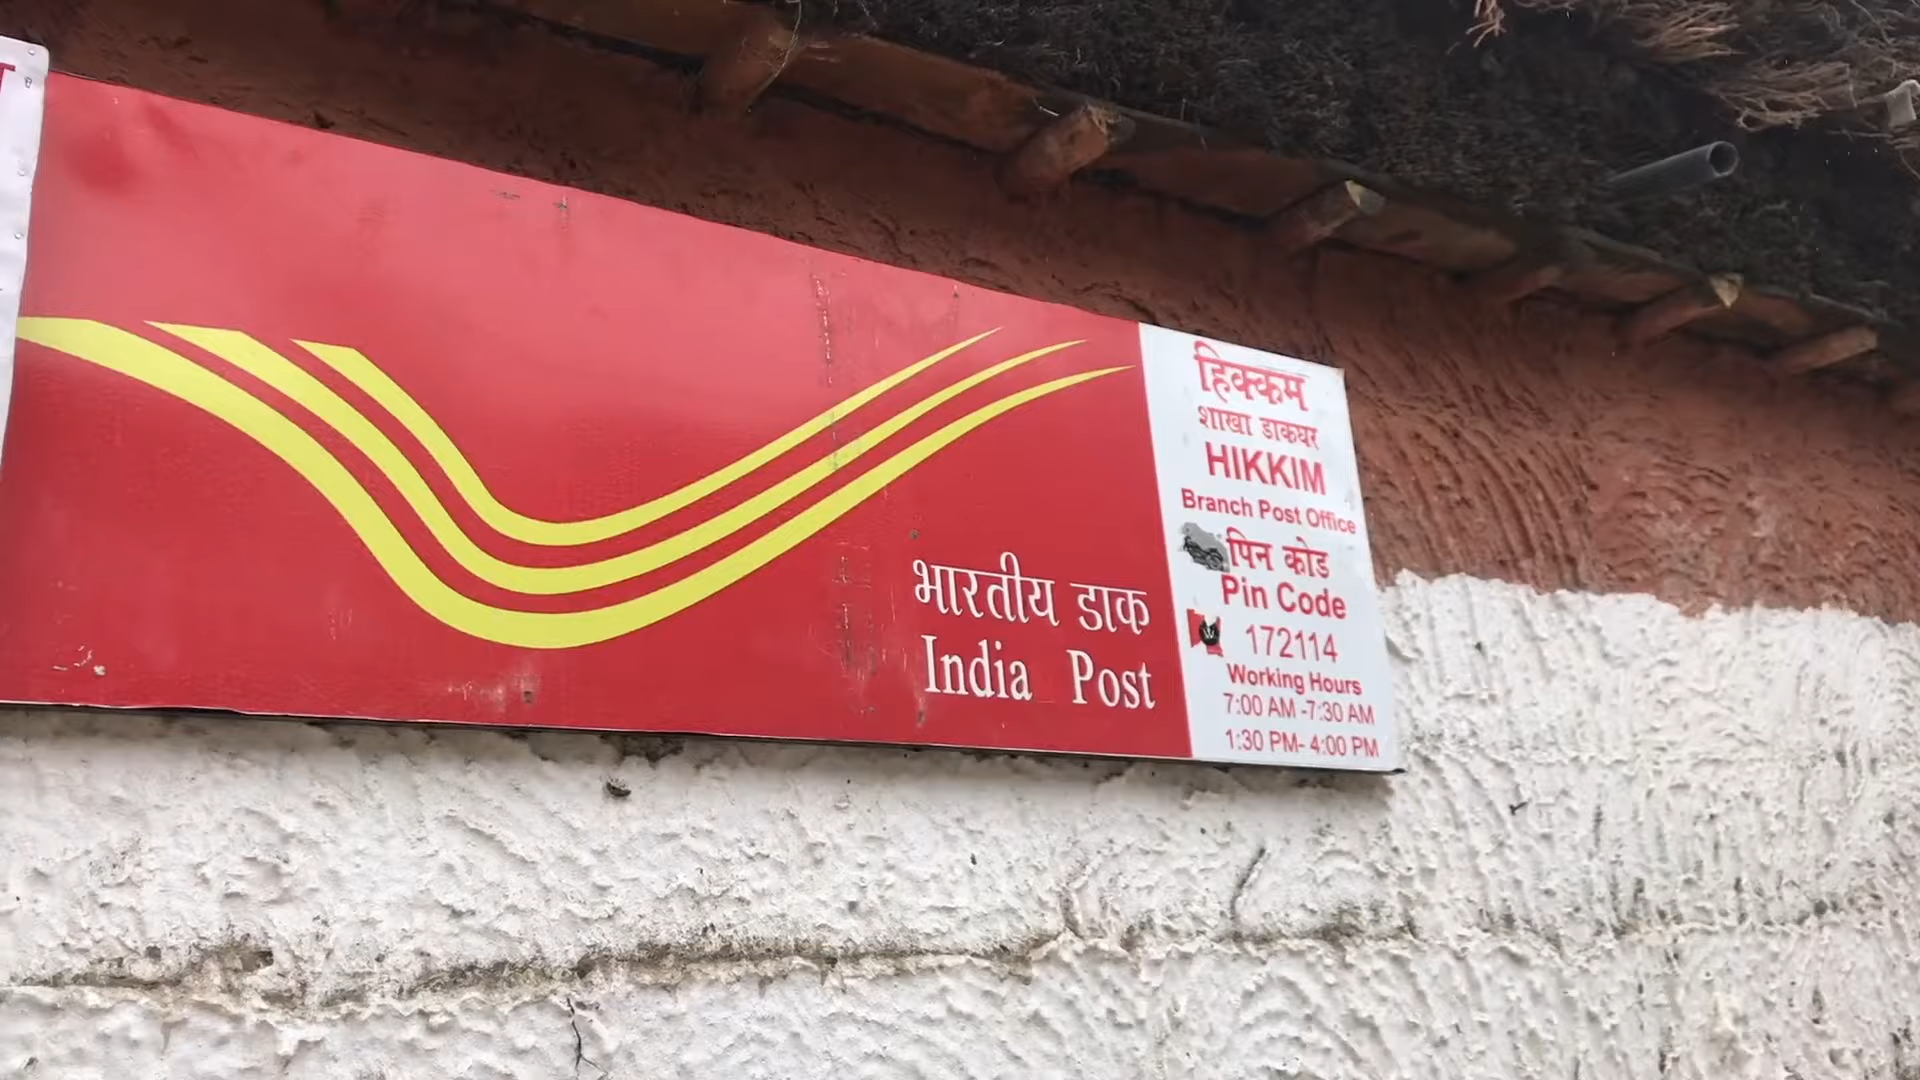 भारतीय डाक
India Post
हिक्कम
शाखा डाकघर
HIKKIM
Branch Post Office
पिन कोड
Pin Code
172114
Working Hours
7:00 AM -7:30 AM
1:30 PM- 4:00 PM